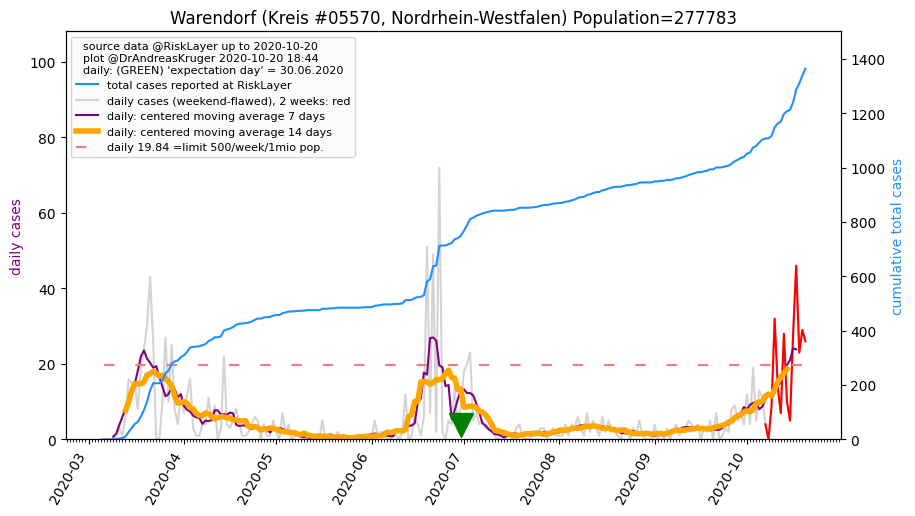 Warendorf (Kreis #05570, Nordrhein-Westfalen) Population=277783
source data @RiskLayer up to 2020-10-20
plot @DrAndreasKruger 2020-10-20 18:44
daily: (GREEN) 'expectation day' = 30.06.2020
total cases reported at RiskLayer
daily cases (weekend-flawed), 2 weeks: red
daily: centered moving average 7 days
daily: centered moving average 14 days
daily 19.84 =limit 500/week/1mio pop.
daily cases
100
80
60
40
20
0
cumulative total cases
1400
1200
1000
800
600
400
200
0
2020-03
2020-04
2020-05
2020-06
2020-07
2020-08
2020-09
2020-10